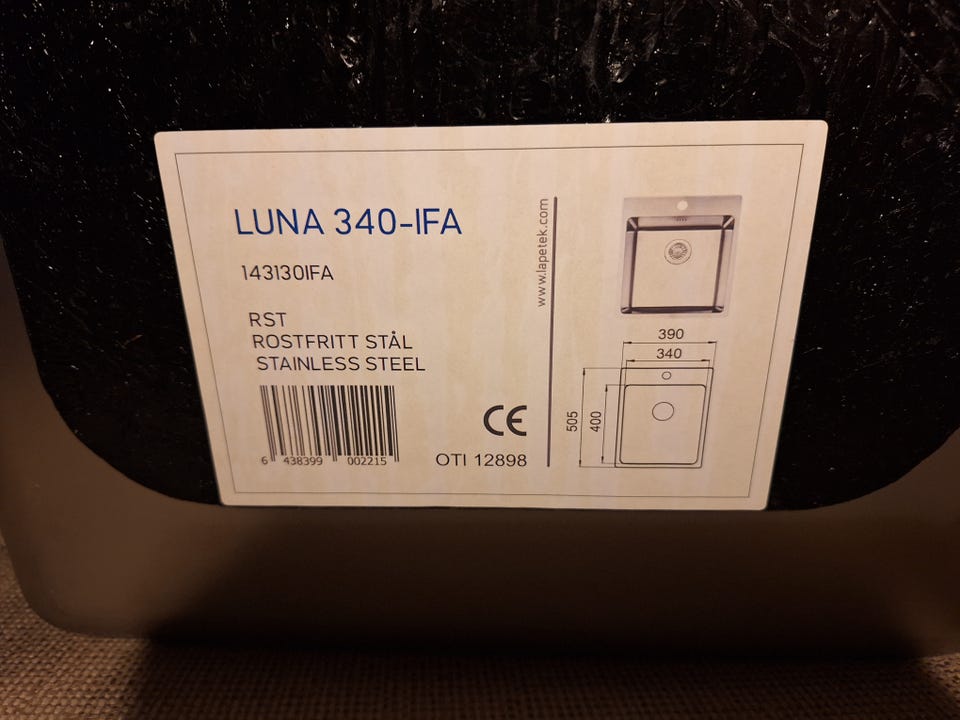 LUNA 340-IFA
143130IFA
RST
ROSTFRITT STÅL
STAINLESS STEEL
6 438399 002215
CE
OTI 12898
www.lapetek.com
390
340
505
400